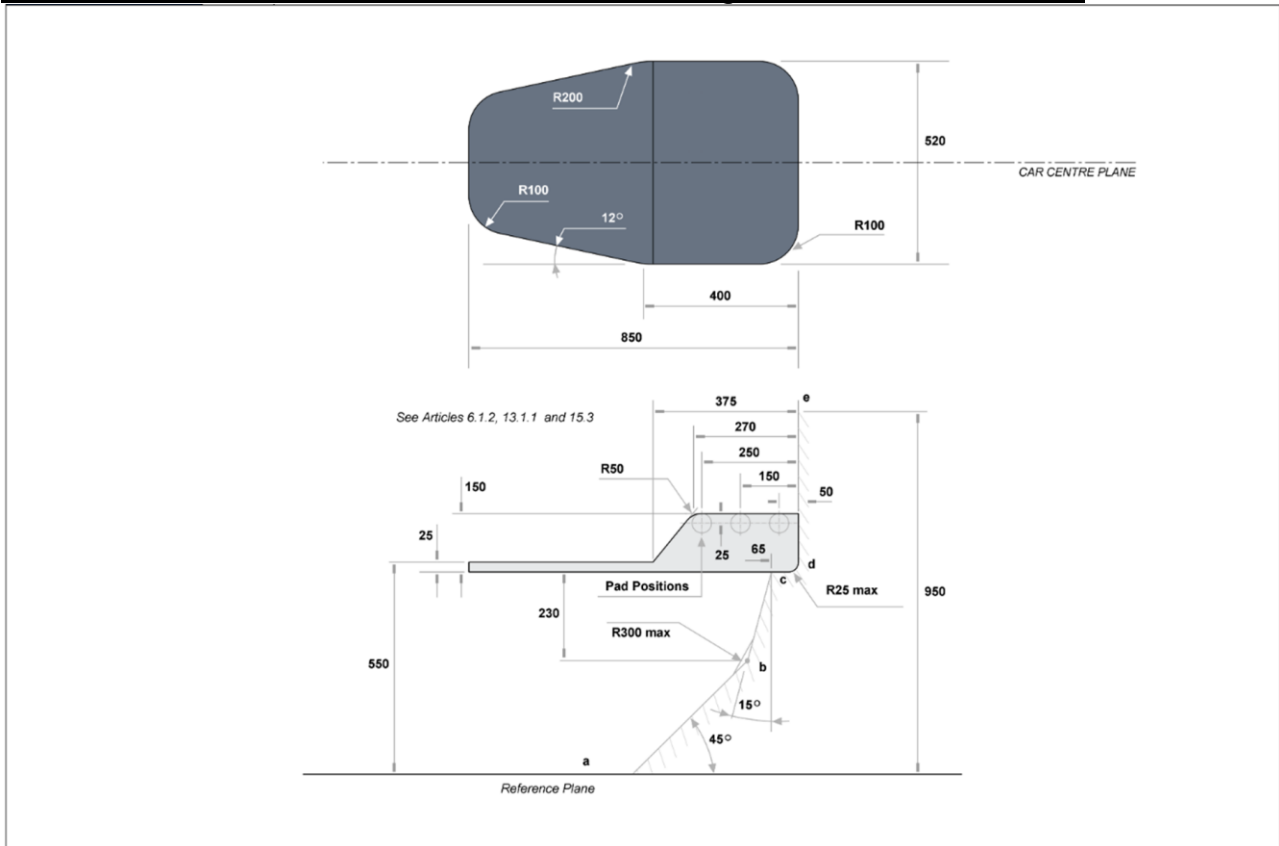 R200
520
CAR CENTRE PLANE
R100
12°
R100
400
850
375
e
See Articles 6.1.2, 13.1.1 and 15.3
270
250
R50
150
150
50
25
25
65
d
c
Pad Positions
R25 max
950
230
R300 max
550
b
15°
45°
a
Reference Plane